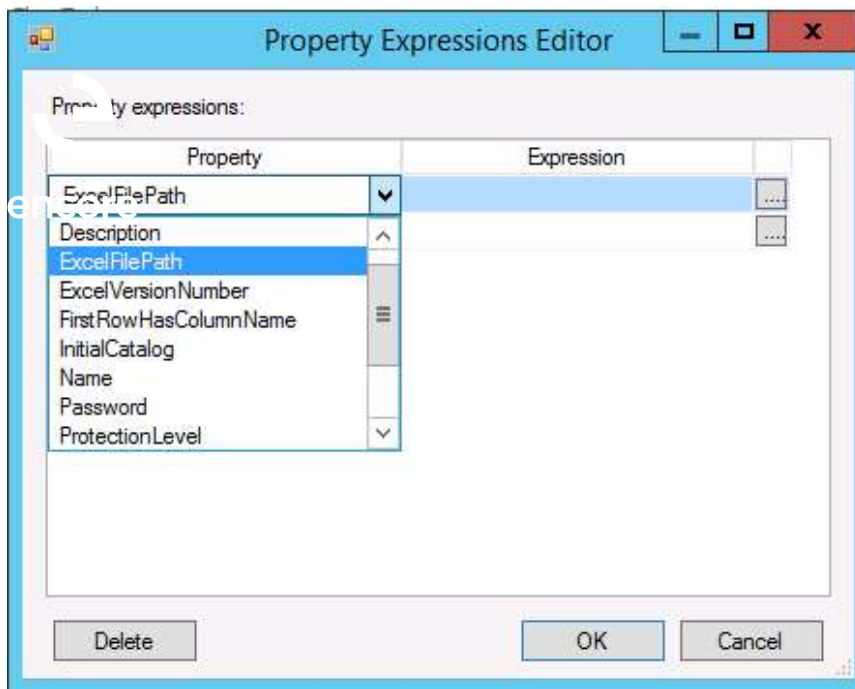 Property Expressions Editor
Property expressions:
Property Expression
ExcelFilePath
encore
Description
ExcelFilePath
ExcelVersionNumber
FirstRowHasColumnName
InitialCatalog
Name
Password
ProtectionLevel
Delete OK Cancel